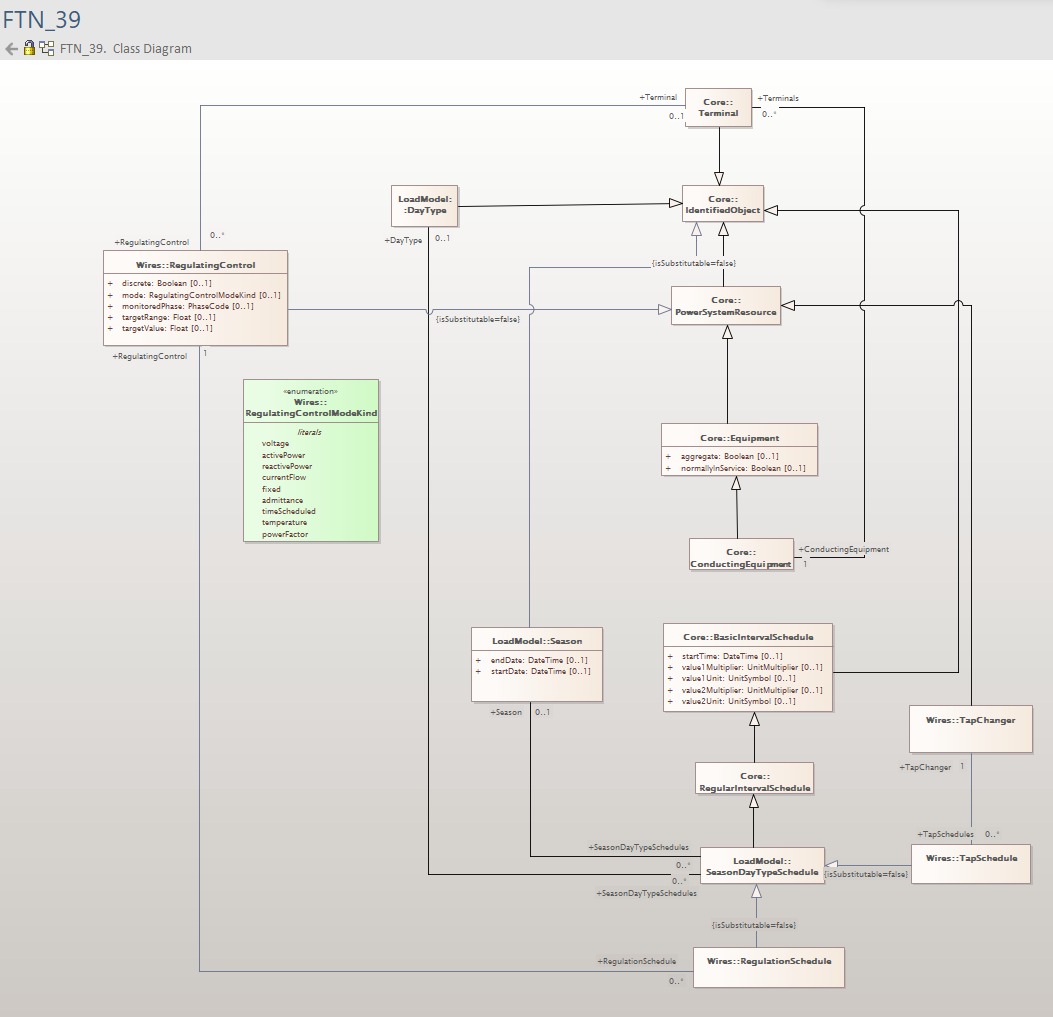 FTN_39
FTN_39.  Class Diagram
+Terminal
0..1
Core::
Terminal
+Terminals
0..*
LoadModel:
:DayType
+DayType
0..1
Core::
IdentifiedObject
+RegulatingControl
0..*
Wires::RegulatingControl
+ discrete: Boolean [0..1]
+ mode: RegulatingControlModeKind [0..1]
+ monitoredPhase: PhaseCode [0..1]
+ targetRange: Float [0..1]
+ targetValue: Float [0..1]
+RegulatingControl
1
{isSubstitutable=false}
{isSubstitutable=false}
Core::
PowerSystemResource
«enumeration»
Wires::
RegulatingControlModeKind
literals
voltage
activePower
reactivePower
currentFlow
fixed
admittance
timeScheduled
temperature
powerFactor
Core::Equipment
+ aggregate: Boolean [0..1]
+ normallyInService: Boolean [0..1]
Core::
ConductingEquipment
+ConductingEquipment
1
LoadModel::Season
+ endDate: DateTime [0..1]
+ startDate: DateTime [0..1]
+Season
0..1
Core::BasicIntervalSchedule
+ startTime: DateTime [0..1]
+ value1Multiplier: UnitMultiplier [0..1]
+ value1Unit: UnitSymbol [0..1]
+ value2Multiplier: UnitMultiplier [0..1]
+ value2Unit: UnitSymbol [0..1]
Wires::TapChanger
+TapChanger
1
Core::
RegularIntervalSchedule
+TapSchedules
0..*
+SeasonDayTypeSchedules
0..*
0..*
+SeasonDayTypeSchedules
LoadModel::
SeasonDayTypeSchedule
{isSubstitutable=false}
Wires::TapSchedule
{isSubstitutable=false}
+RegulationSchedule
0..*
Wires::RegulationSchedule